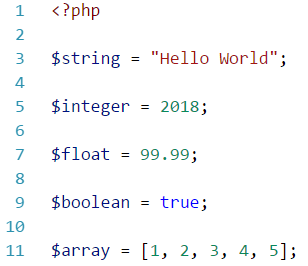 1 <?php
2
3 $string = "Hello World";
4
5 $integer = 2018;
6
7 $float = 99.99;
8
9 $boolean = true;
10
11 $array = [1, 2, 3, 4, 5];